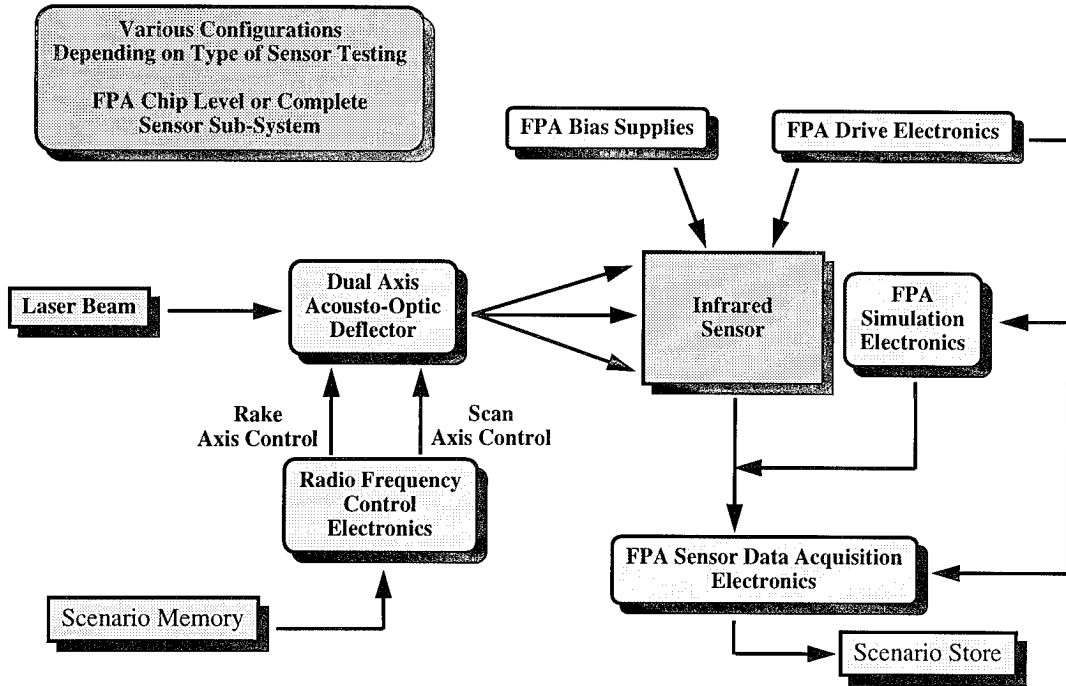 Various Configurations
Depending on Type of Sensor Testing
FPA Chip Level or Complete
Sensor Sub-System
FPA Bias Supplies
FPA Drive Electronics
Laser Beam
Dual Axis
Acousto-Optic
Deflector
Infrared
Sensor
FPA
Simulation
Electronics
Rake
Axis Control
Scan
Axis Control
Radio Frequency
Control
Electronics
FPA Sensor Data Acquisition
Electronics
Scenario Memory
Scenario Store